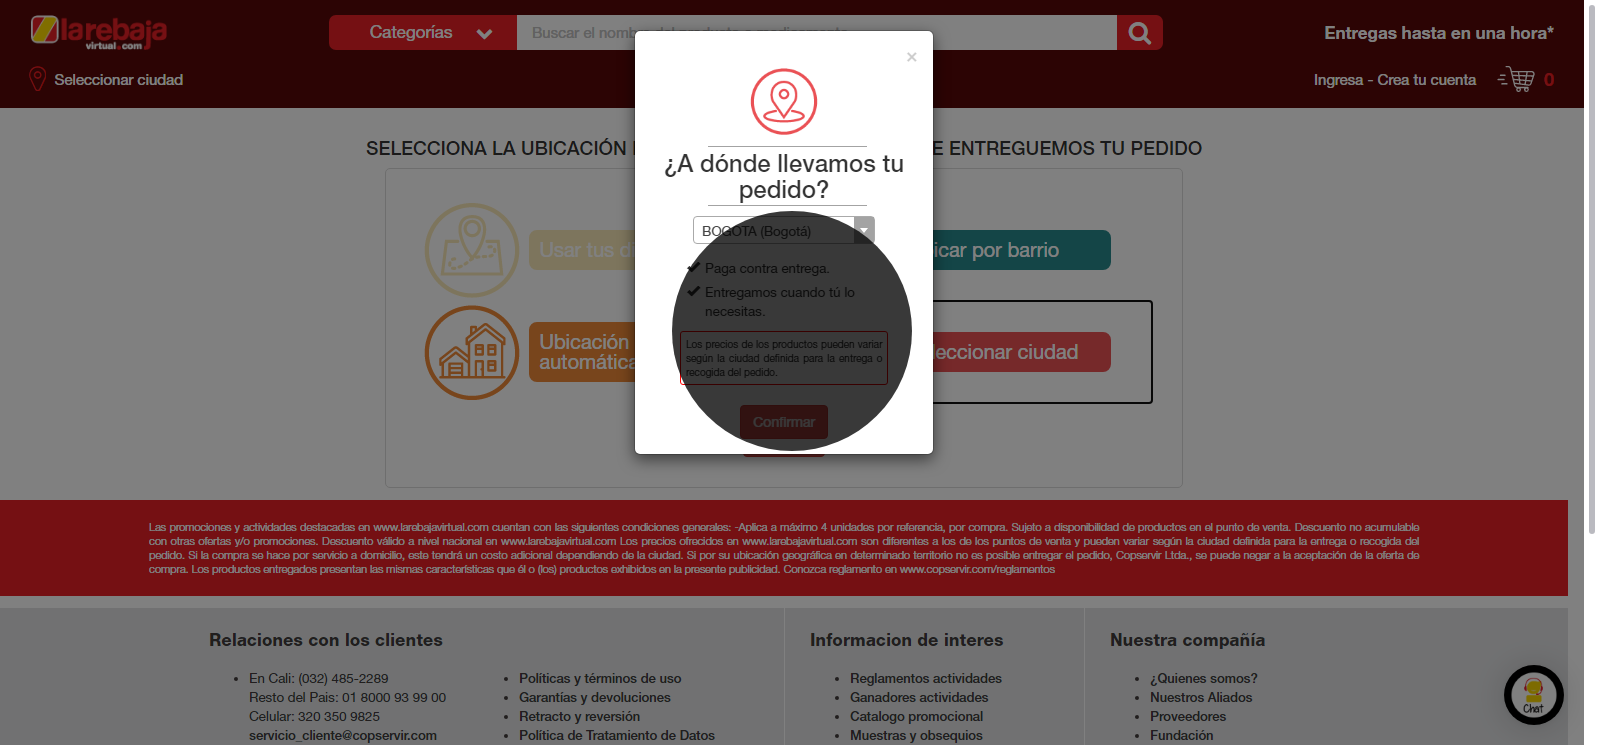 larebaja
virtual.com
Categorías
Buscar el
Entregas hasta en una hora*
Seleccionar ciudad
Ingresa - Crea tu cuenta
0
×
SELECCIONA LA UBICACIÓN
E ENTREGUEMOS TU PEDIDO
¿A dónde llevamos tu
pedido?
BOGOTA (Bogotá)
Usar tus
icar por barrio
Paga contra entrega.
Entregamos cuando tú lo
necesitas.
Ubicación
automática
Los precios de los productos pueden variar
según la ciudad definida para la entrega o
recogida del pedido.
leccionar ciudad
Confirmar
Las promociones y actividades destacadas en www.larebajavirtual.com cuentan con las siguientes condiciones generales: -Aplica a máximo 4 unidades por referencia, por compra. Sujeto a disponibilidad de productos en el punto de venta. Descuento no acumulable
con otras ofertas y/o promociones. Descuento válido a nivel nacional en www.larebajavirtual.com Los precios ofrecidos en www.larebajavirtual.com son diferentes a los de los puntos de venta y pueden variar según la ciudad definida para la entrega o recogida del
pedido. Si la compra se hace por servicio a domicilio, este tendrá un costo adicional dependiendo de la ciudad. Si por su ubicación geográfica en determinado territorio no es posible entregar el pedido, Copservir Ltda., se puede negar a la aceptación de la oferta de
compra. Los productos entregados presentan las mismas características que él o (los) productos exhibidos en la presente publicidad. Conozca reglamento en www.copservir.com/reglamentos
Relaciones con los clientes
En Cali: (032) 485-2289
Resto del Pais: 01 8000 93 99 00
Celular: 320 350 9825
servicio_cliente@copservir.com
Políticas y términos de uso
Garantías y devoluciones
Retracto y reversión
Política de Tratamiento de Datos
Informacion de interes
Reglamentos actividades
Ganadores actividades
Catalogo promocional
Muestras y obsequios
Nuestra compañía
¿Quienes somos?
Nuestros Aliados
Proveedores
Fundación
Chat